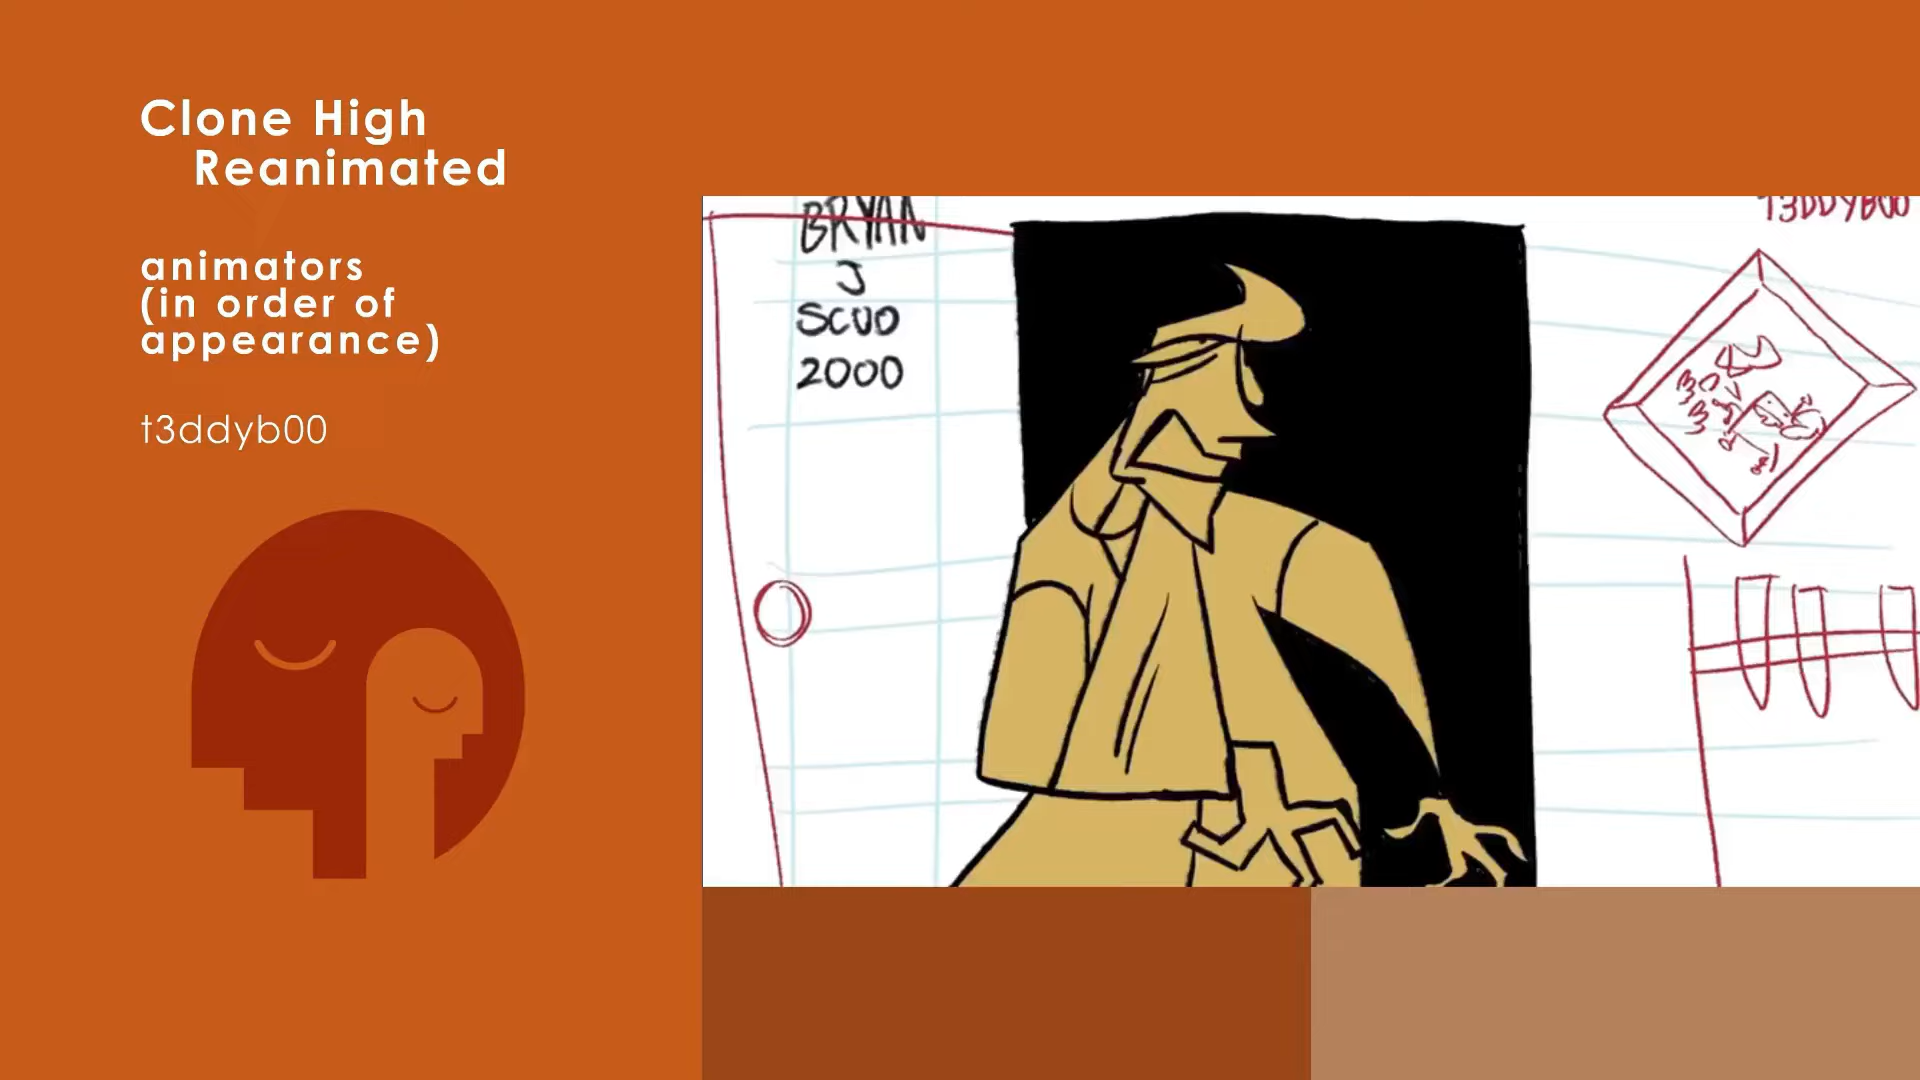 Clone High
Reanimated
animators
(in order of
appearance)
t3ddyb00
BRYAN
J
SCUO
2000
T3DDYB00